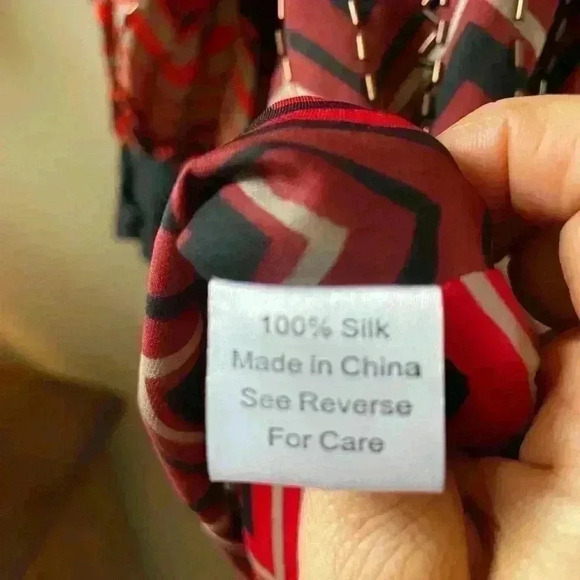 100% Silk
Made In China
See Reverse
For Care